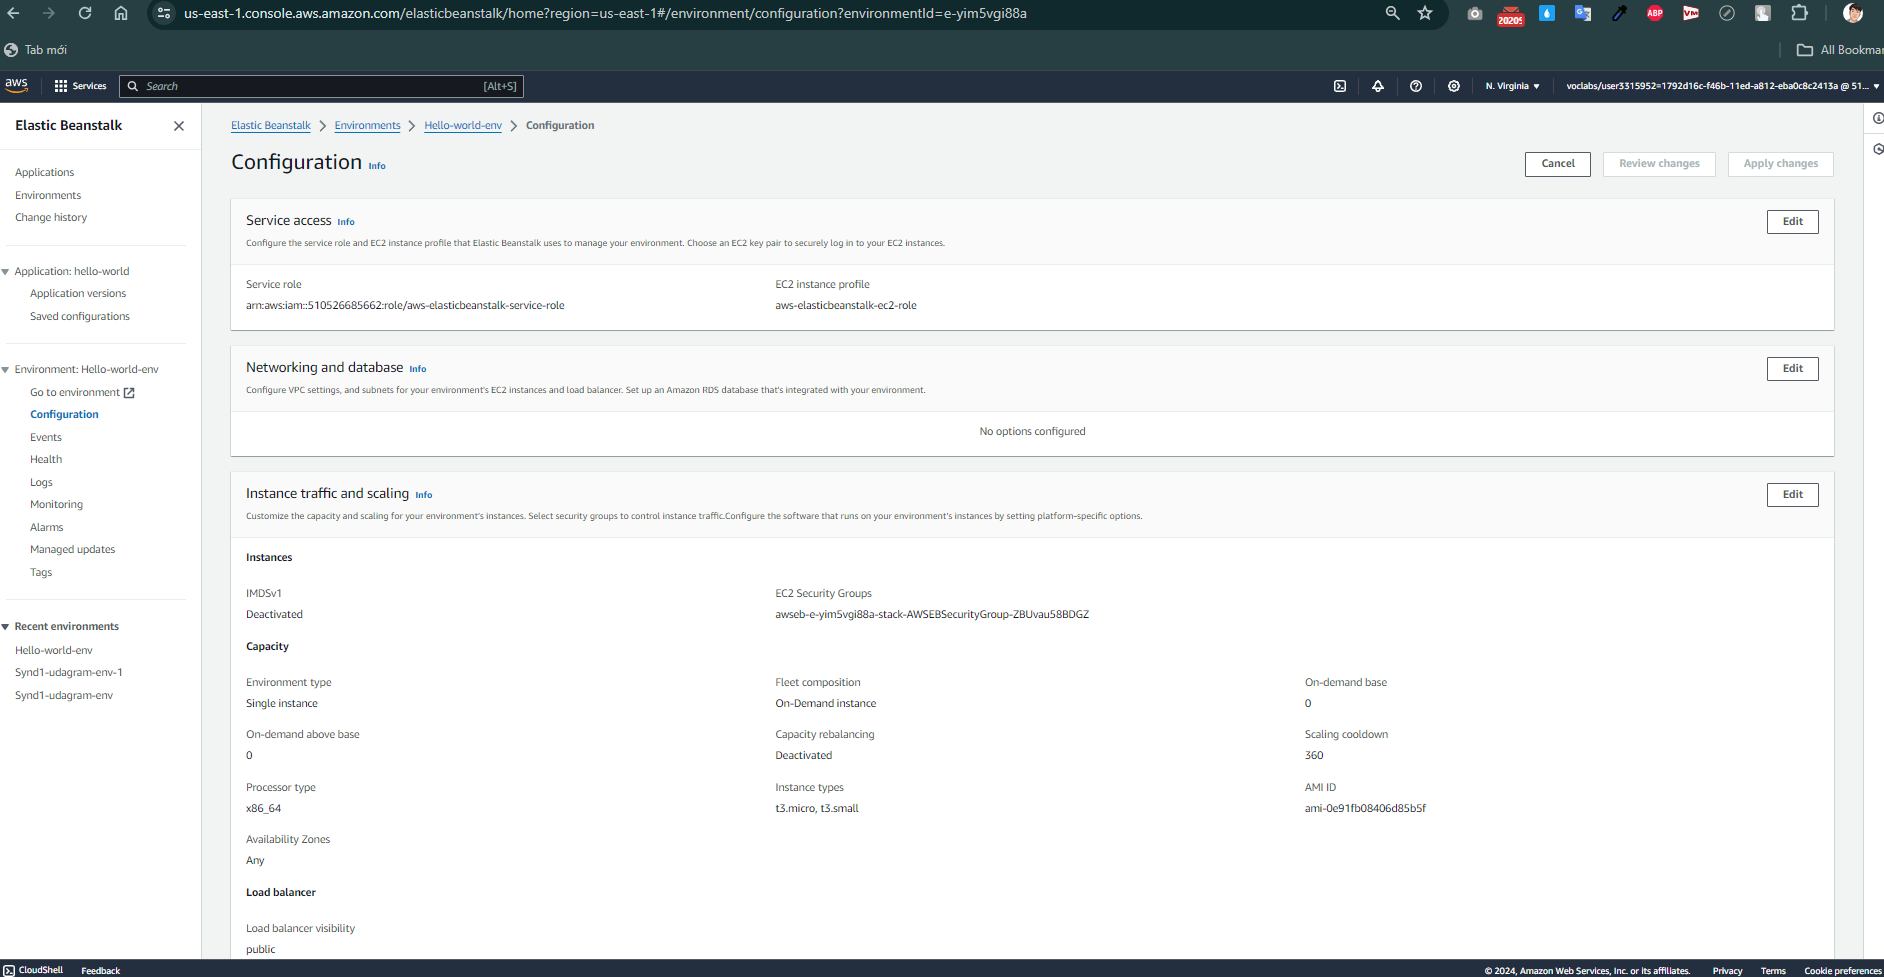 us-east-1.console.aws.amazon.com/elasticbeanstalk/home?region=us-east-1#/environment/configuration?environmentId=e-yim5vgi88a
2020$
ABP
VM
Tab mới
All Bookmar
aws
Services
Search
[Alt+S]
N. Virginia
voclabs/user3315952=1792d16c-f46b-11ed-a812-eba0c8c2413a @ 51...
Elastic Beanstalk
Applications
Environments
Change history
Application: hello-world
Application versions
Saved configurations
Environment: Hello-world-env
Go to environment
Configuration
Events
Health
Logs
Monitoring
Alarms
Managed updates
Tags
Recent environments
Hello-world-env
Synd1-udagram-env-1
Synd1-udagram-env
Elastic Beanstalk > Environments > Hello-world-env > Configuration
Configuration Info
Cancel
Review changes
Apply changes
Service access Info
Edit
Configure the service role and EC2 instance profile that Elastic Beanstalk uses to manage your environment. Choose an EC2 key pair to securely log in to your EC2 instances.
Service role
arn:aws:iam::510526685662:role/aws-elasticbeanstalk-service-role
EC2 instance profile
aws-elasticbeanstalk-ec2-role
Networking and database Info
Edit
Configure VPC settings, and subnets for your environment's EC2 instances and load balancer. Set up an Amazon RDS database that's integrated with your environment.
No options configured
Instance traffic and scaling Info
Edit
Customize the capacity and scaling for your environment's instances. Select security groups to control instance traffic.Configure the software that runs on your environment's instances by setting platform-specific options.
Instances
IMDSv1
Deactivated
EC2 Security Groups
awseb-e-yim5vgi88a-stack-AWSEBSecurityGroup-ZBUvau58BDGZ
Capacity
Environment type
Single instance
Fleet composition
On-Demand instance
On-demand base
0
On-demand above base
0
Capacity rebalancing
Deactivated
Scaling cooldown
360
Processor type
x86_64
Instance types
t3.micro, t3.small
AMI ID
ami-0e91fb08406d85b5f
Availability Zones
Any
Load balancer
Load balancer visibility
public
CloudShell
Feedback
© 2024, Amazon Web Services, Inc. or its affiliates.
Privacy
Terms
Cookie preferences